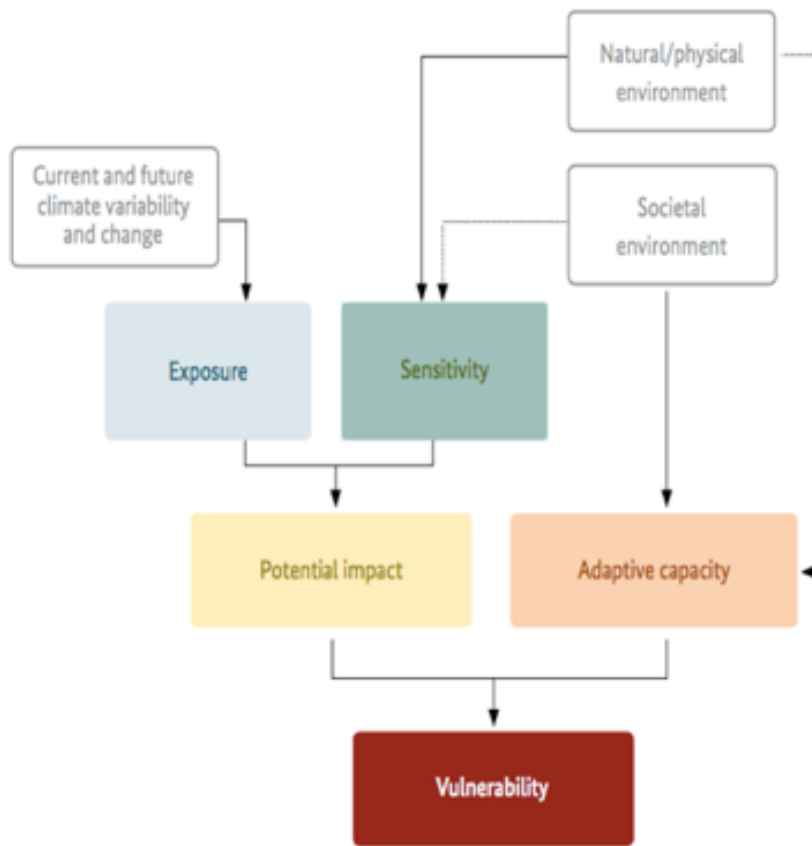 Natural/physical
environment
Current and future
climate variability
and change
Societal
environment
Exposure
Sensitivity
Potential impact
Adaptive capacity
Vulnerability